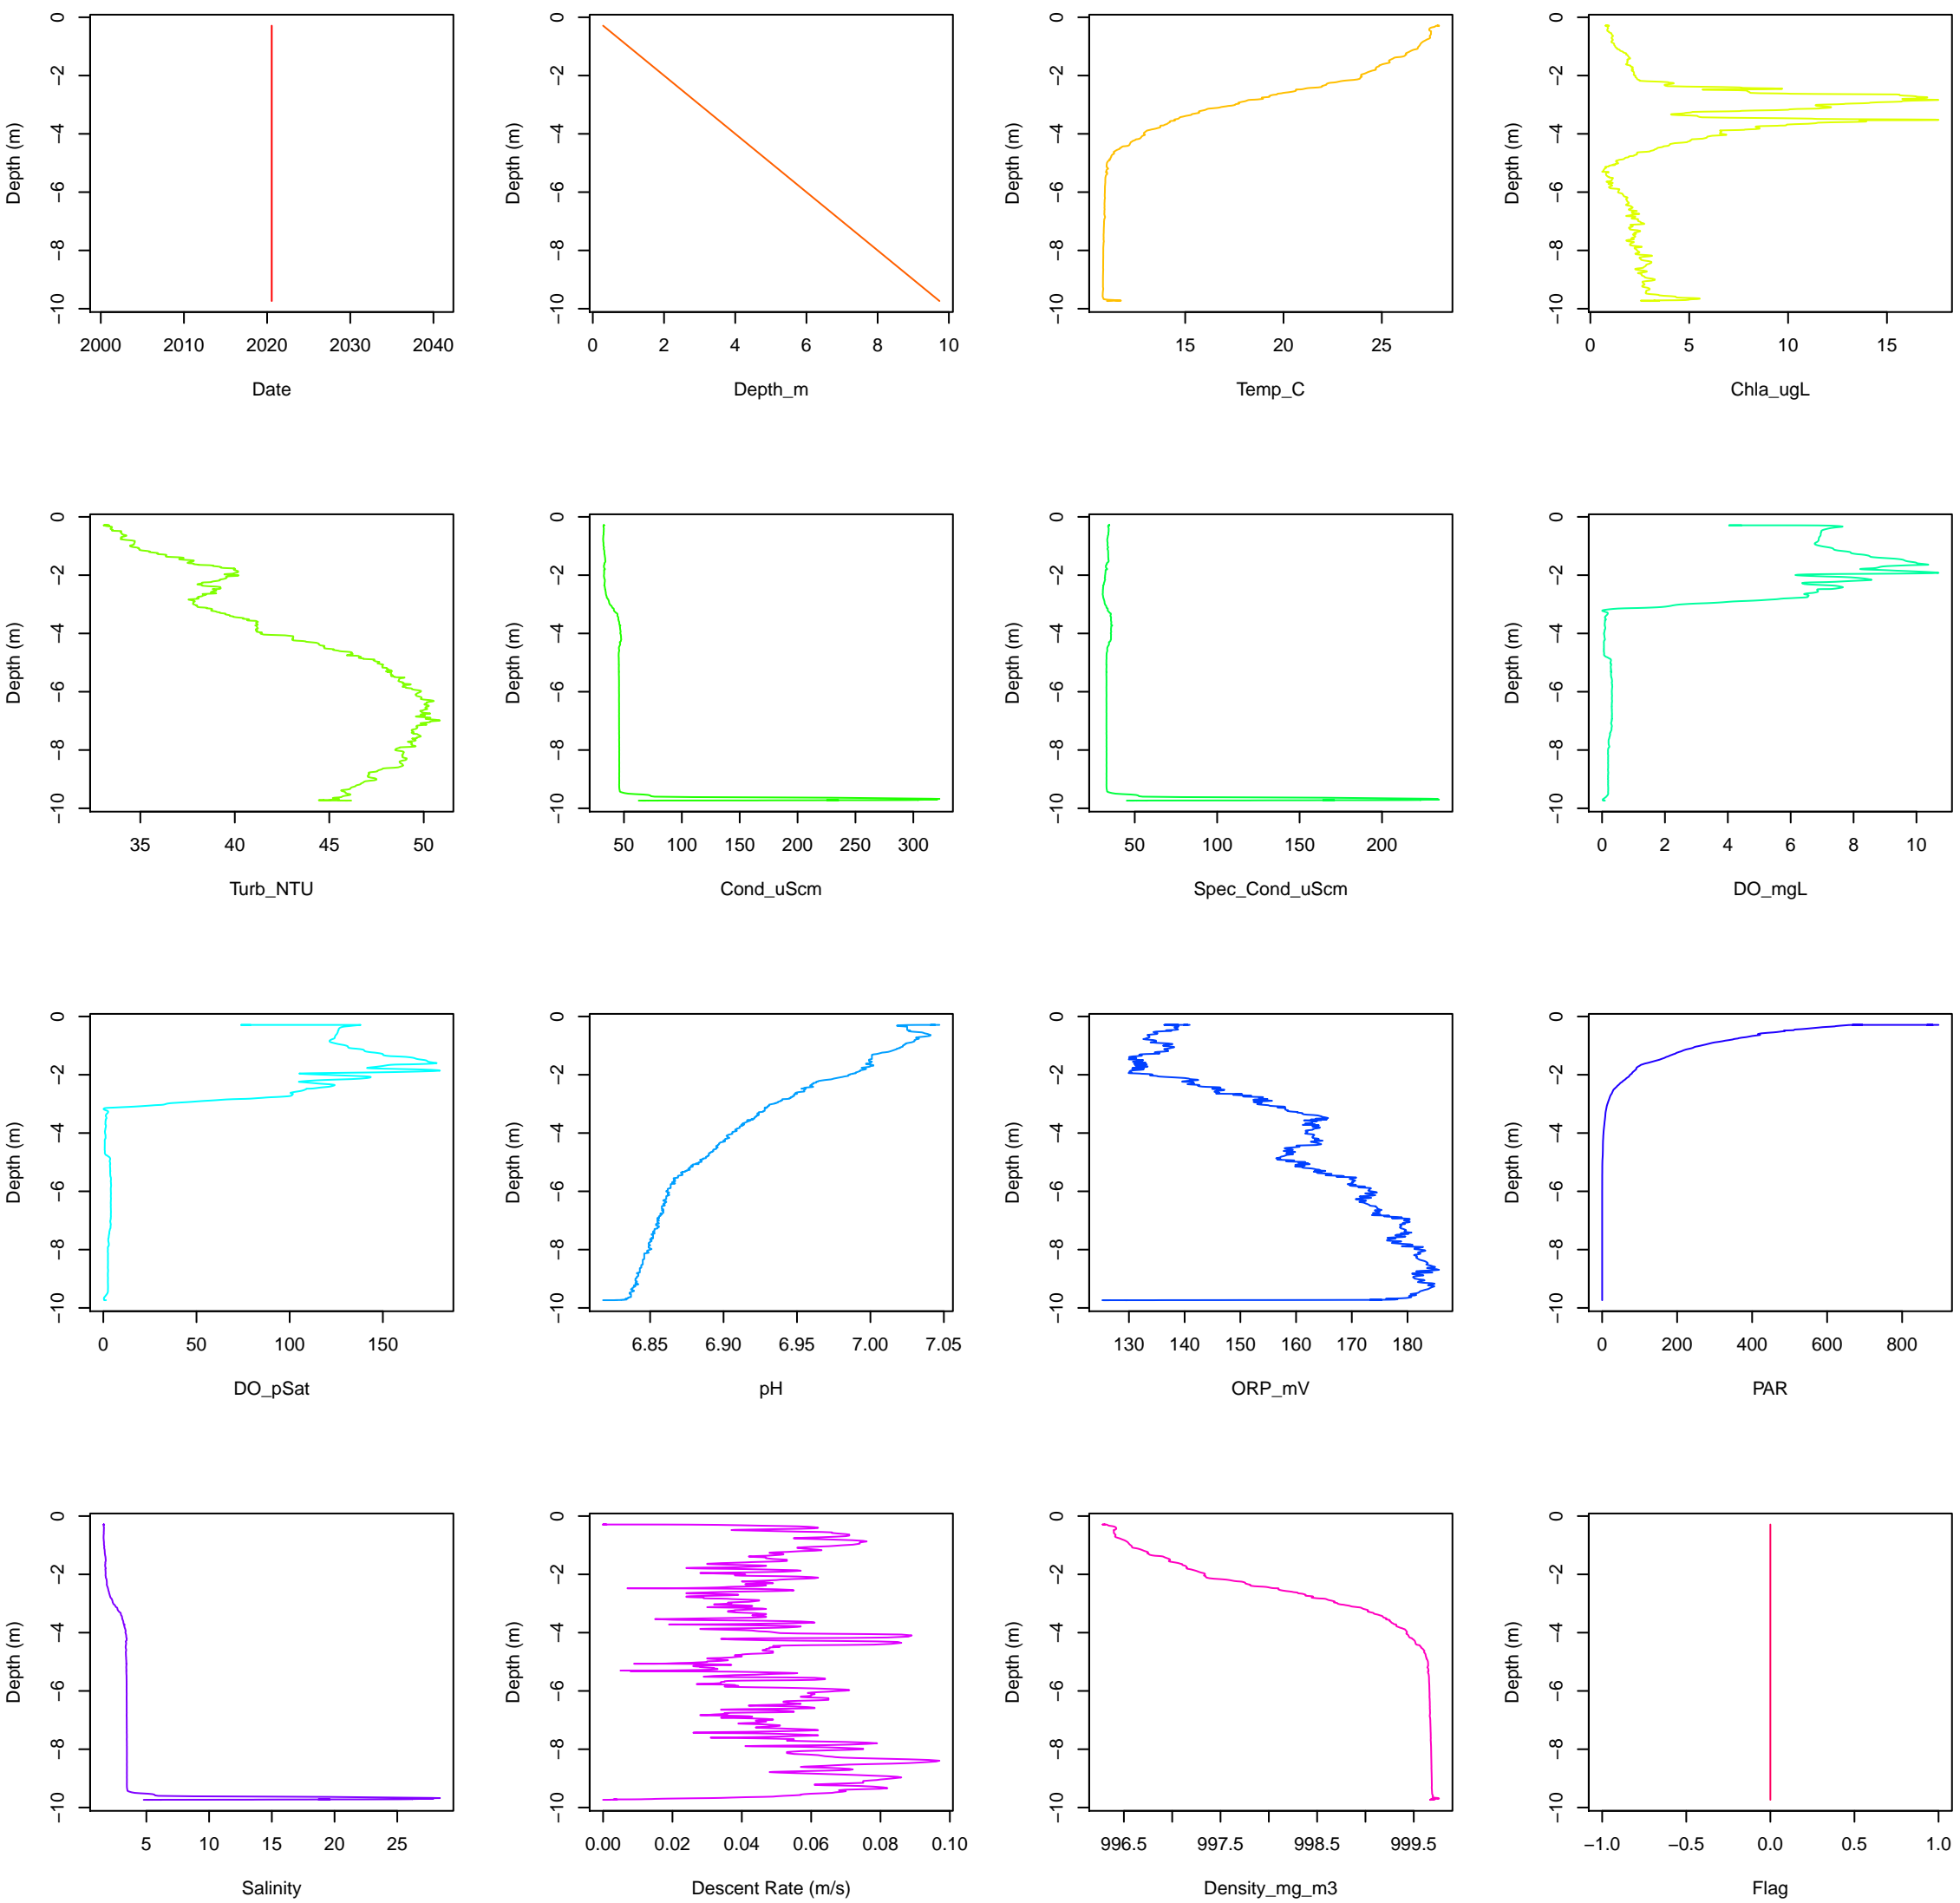 Depth (m)
0
−2
−4
−6
−8
−10
2000 2010 2020 2030 2040
Date
Depth (m)
0
−2
−4
−6
−8
−10
0 2 4 6 8 10
Depth_m
Depth (m)
0
−2
−4
−6
−8
−10
15 20 25
Temp_C
Depth (m)
0
−2
−4
−6
−8
−10
0 5 10 15
Chla_ugL
Depth (m)
0
−2
−4
−6
−8
−10
35 40 45 50
Turb_NTU
Depth (m)
0
−2
−4
−6
−8
−10
50 100 150 200 250 300
Cond_uScm
Depth (m)
0
−2
−4
−6
−8
−10
50 100 150 200
Spec_Cond_uScm
Depth (m)
0
−2
−4
−6
−8
−10
0 2 4 6 8 10
DO_mgL
Depth (m)
0
−2
−4
−6
−8
−10
0 50 100 150
DO_pSat
Depth (m)
0
−2
−4
−6
−8
−10
6.85 6.90 6.95 7.00 7.05
pH
Depth (m)
0
−2
−4
−6
−8
−10
130 140 150 160 170 180
ORP_mV
Depth (m)
0
−2
−4
−6
−8
−10
0 200 400 600 800
PAR
Depth (m)
0
−2
−4
−6
−8
−10
5 10 15 20 25
Salinity
Depth (m)
0
−2
−4
−6
−8
−10
0.00 0.02 0.04 0.06 0.08 0.10
Descent Rate (m/s)
Depth (m)
0
−2
−4
−6
−8
−10
996.5 997.5 998.5 999.5
Density_mg_m3
Depth (m)
0
−2
−4
−6
−8
−10
−1.0 −0.5 0.0 0.5 1.0
Flag